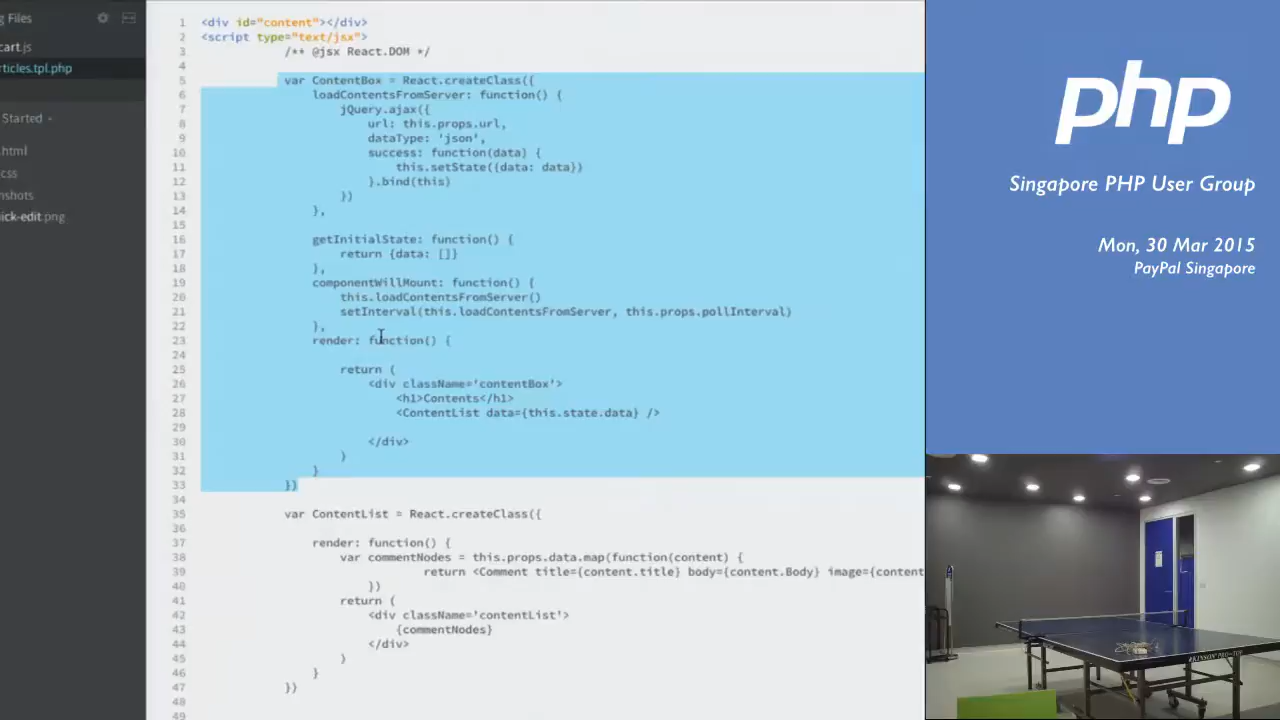 g Files
cart.js
rticles.tpl.php
Started
.html
.css
nshots
ick-edit.png
1 <div id="content"></div>
2 <script type="text/jsx">
3 /** @jsx React.DOM */
4
5 var ContentBox = React.createClass({
6 loadContentsFromServer: function() {
7 jQuery.ajax({
8 url: this.props.url,
9 dataType: 'json',
10 success: function(data) {
11 this.setState({data: data})
12 }.bind(this)
13 })
14 },
15
16 getInitialState: function() {
17 return {data: []}
18 },
19 componentWillMount: function() {
20 this.loadContentsFromServer()
21 setInterval(this.loadContentsFromServer, this.props.pollInterval)
22 },
23 render: function() {
24
25 return (
26 <div className='contentBox'>
27 <h1>Contents</h1>
28 <ContentList data={this.state.data} />
29
30 </div>
31 )
32 }
33 })
34
35 var ContentList = React.createClass({
36
37 render: function() {
38 var commentNodes = this.props.data.map(function(content) {
39 return <Comment title={content.title} body={content.Body} image={content
40 })
41 return (
42 <div className='contentList'>
43 {commentNodes}
44 </div>
45 )
46 }
47 })
48
49
php
Singapore PHP User Group
Mon, 30 Mar 2015
PayPal Singapore
KINSON PRO-TOP